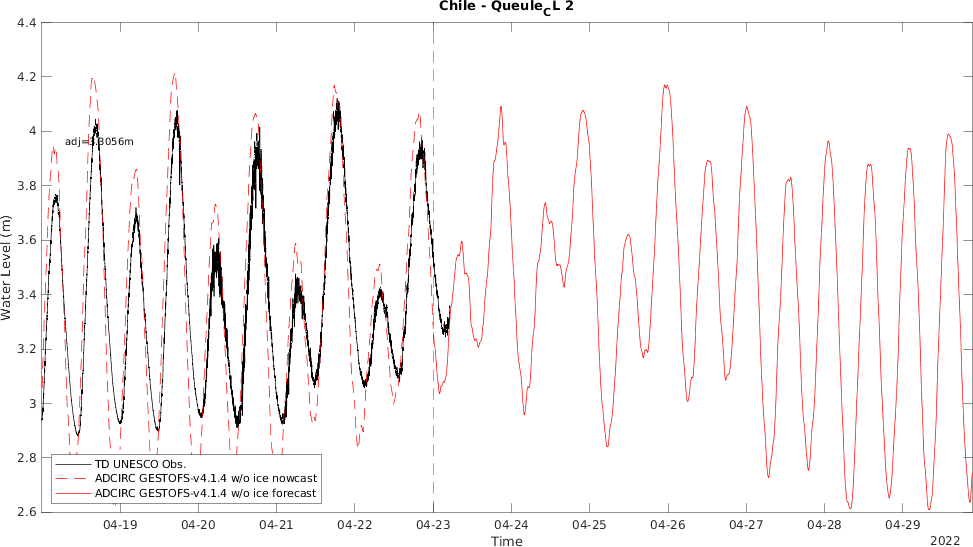 Chile - Queule_CL 2
4.4
4.2
4
3.8
3.6
3.4
3.2
3
2.8
2.6
Water Level (m)
adj=3.3056m
TD UNESCO Obs.
ADCIRC GESTOFS-v4.1.4 w/o ice nowcast
ADCIRC GESTOFS-v4.1.4 w/o ice forecast
04-19 04-20 04-21 04-22 04-23 04-24 04-25 04-26 04-27 04-28 04-29
Time
2022